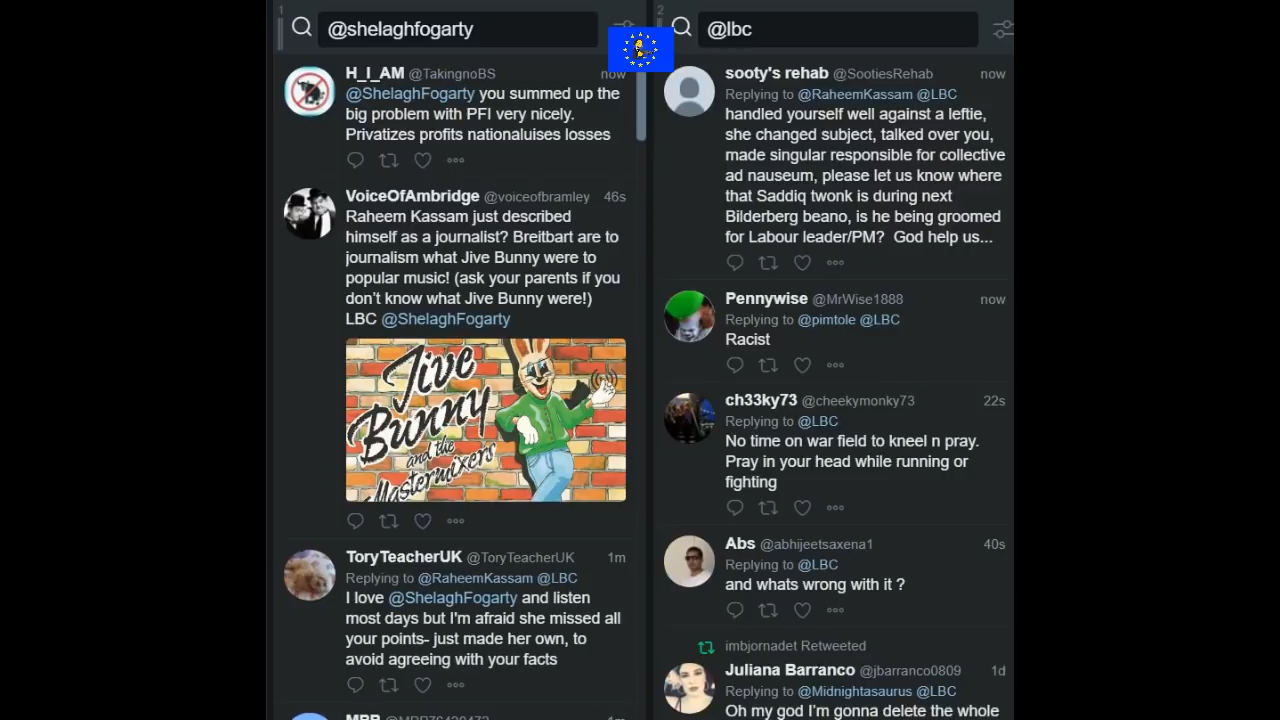 1
@shelaghfogarty
H_I_AM @TakingnoBS now
@ShelaghFogarty you summed up the
big problem with PFI very nicely.
Privatizes profits nationaluises losses
VoiceOfAmbridge @voiceofbramley 46s
Raheem Kassam just described
himself as a journalist? Breitbart are to
journalism what Jive Bunny were to
popular music! (ask your parents if you
don't know what Jive Bunny were!)
LBC @ShelaghFogarty
Jive
Bunny
and the
Mastermixers
ToryTeacherUK @ToryTeacherUK 1m
Replying to @RaheemKassam @LBC
I love @ShelaghFogarty and listen
most days but I'm afraid she missed all
your points- just made her own, to
avoid agreeing with your facts
2
@lbc
sooty's rehab @SootiesRehab now
Replying to @RaheemKassam @LBC
handled yourself well against a leftie,
she changed subject, talked over you,
made singular responsible for collective
ad nauseum, please let us know where
that Saddiq twonk is during next
Bilderberg beano, is he being groomed
for Labour leader/PM? God help us...
Pennywise @MrWise1888 now
Replying to @pimtole @LBC
Racist
ch33ky73 @cheekymonky73 22s
Replying to @LBC
No time on war field to kneel n pray.
Pray in your head while running or
fighting
Abs @abhijeetsaxena1 40s
Replying to @LBC
and whats wrong with it ?
imbjornadet Retweeted
Juliana Barranco @jbarranco0809 1d
Replying to @Midnightasaurus @LBC
Oh my god I'm gonna delete the whole